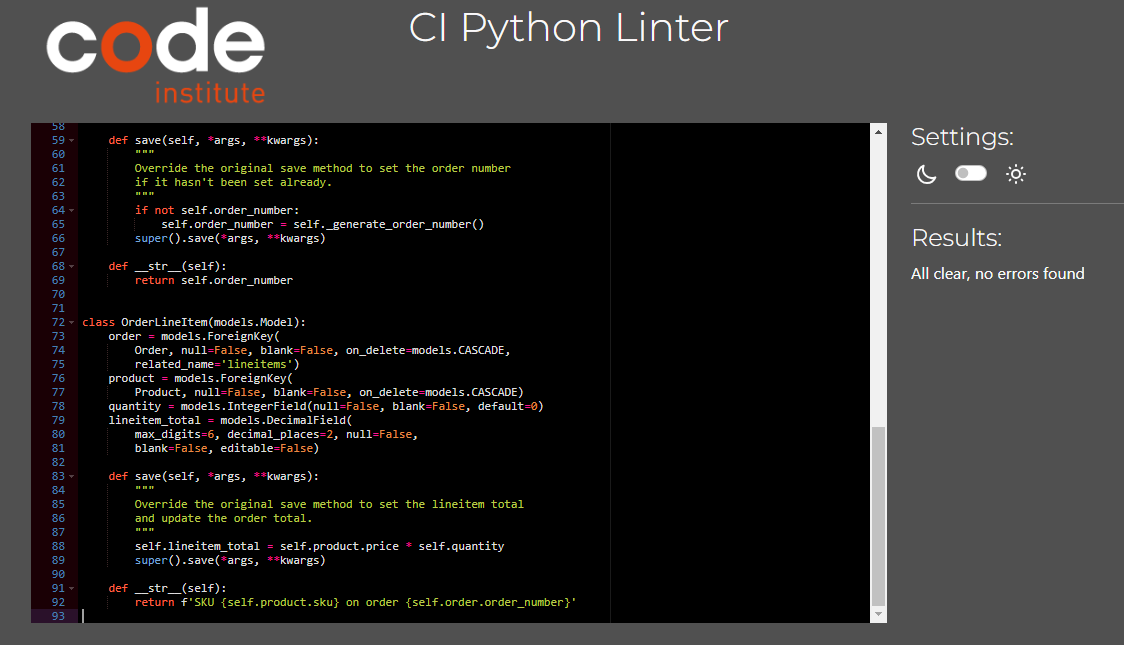 code
institute
CI Python Linter
58
59 def save(self, *args, **kwargs):
60 """
61 Override the original save method to set the order number
62 if it hasn't been set already.
63 """
64 if not self.order_number:
65 self.order_number = self._generate_order_number()
66 super().save(*args, **kwargs)
67
68 def __str__(self):
69 return self.order_number
70
71
72 class OrderLineItem(models.Model):
73 order = models.ForeignKey(
74 Order, null=False, blank=False, on_delete=models.CASCADE,
75 related_name='lineitems')
76 product = models.ForeignKey(
77 Product, null=False, blank=False, on_delete=models.CASCADE)
78 quantity = models.IntegerField(null=False, blank=False, default=0)
79 lineitem_total = models.DecimalField(
80 max_digits=6, decimal_places=2, null=False,
81 blank=False, editable=False)
82
83 def save(self, *args, **kwargs):
84 """
85 Override the original save method to set the lineitem total
86 and update the order total.
87 """
88 self.lineitem_total = self.product.price * self.quantity
89 super().save(*args, **kwargs)
90
91 def __str__(self):
92 return f'SKU {self.product.sku} on order {self.order.order_number}'
93
Settings:
Results:
All clear, no errors found